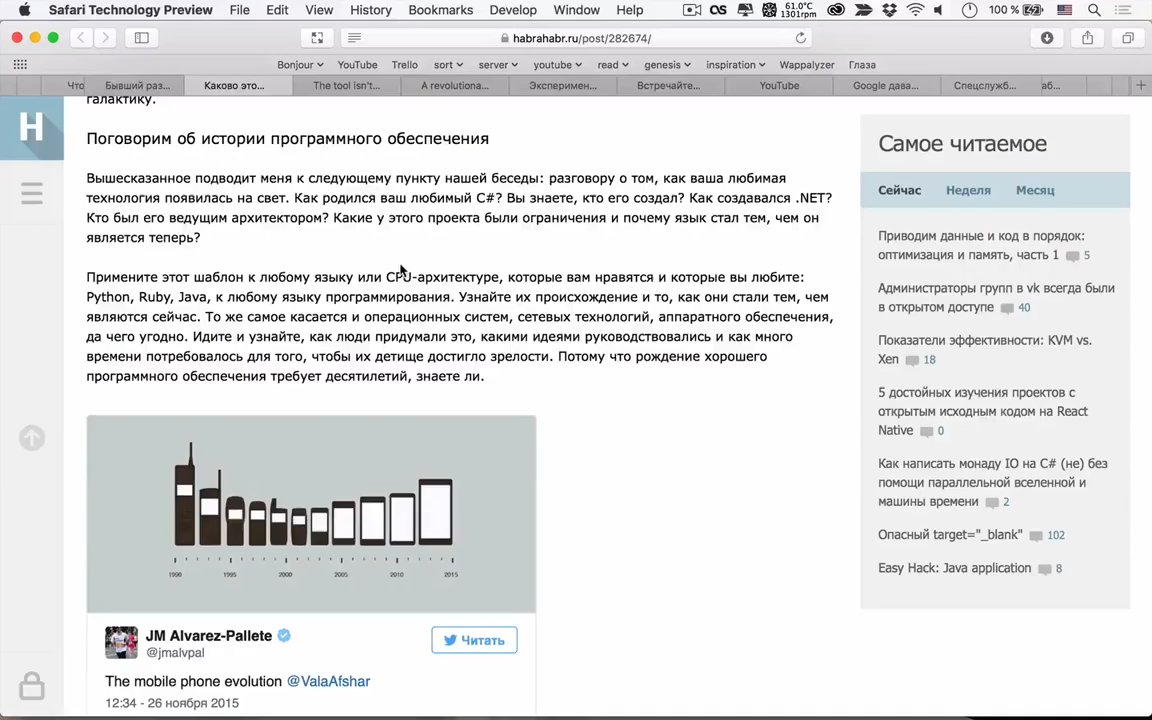 Safari Technology Preview File Edit View History Bookmarks Develop Window Help 61.0°C 1301rpm 100 %
habrahabr.ru/post/282674/
Bonjour YouTube Trello sort server youtube read genesis inspiration Wappalyzer Глаза
Что Бывший раз... Каково это... The tool isn't... A revolutiona... Эксперимен... Встречайте... YouTube Google дава... Спецслужб... аб...
галактику.
Поговорим об истории программного обеспечения
Вышесказанное подводит меня к следующему пункту нашей беседы: разговору о том, как ваша любимая
технология появилась на свет. Как родился ваш любимый C#? Вы знаете, кто его создал? Как создавался .NET?
Кто был его ведущим архитектором? Какие у этого проекта были ограничения и почему язык стал тем, чем он
является теперь?
Примените этот шаблон к любому языку или CPU-архитектуре, которые вам нравятся и которые вы любите:
Python, Ruby, Java, к любому языку программирования. Узнайте их происхождение и то, как они стали тем, чем
являются сейчас. То же самое касается и операционных систем, сетевых технологий, аппаратного обеспечения,
да чего угодно. Идите и узнайте, как люди придумали это, какими идеями руководствовались и как много
времени потребовалось для того, чтобы их детище достигло зрелости. Потому что рождение хорошего
программного обеспечения требует десятилетий, знаете ли.
1990 1995 2000 2005 2010 2015
JM Alvarez-Pallete
@jmalvpal
Читать
The mobile phone evolution @ValaAfshar
12:34 - 26 ноября 2015
H
Самое читаемое
Сейчас Неделя Месяц
Приводим данные и код в порядок:
оптимизация и память, часть 1 5
Администраторы групп в vk всегда были
в открытом доступе 40
Показатели эффективности: KVM vs.
Xen 18
5 достойных изучения проектов с
открытым исходным кодом на React
Native 0
Как написать монаду IO на C# (не) без
помощи параллельной вселенной и
машины времени 2
Опасный target="_blank" 102
Easy Hack: Java application 8